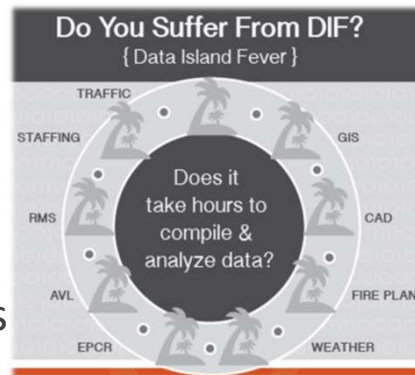 Do You Suffer From DIF?
{ Data Island Fever }
TRAFFIC
STAFFING
GIS
Does it
take hours to
compile &
analyze data?
RMS
CAD
AVL
FIRE PLAN
S
EPCR
WEATHER